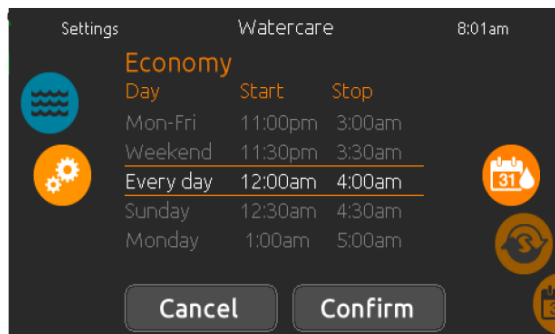 Settings Watercare 8:01am
Economy
Day Start Stop
Mon-Fri 11:00pm 3:00am
Weekend 11:30pm 3:30am
Every day 12:00am 4:00am
31
Sunday 12:30am 4:30am
Monday 1:00am 5:00am
Cancel Confirm